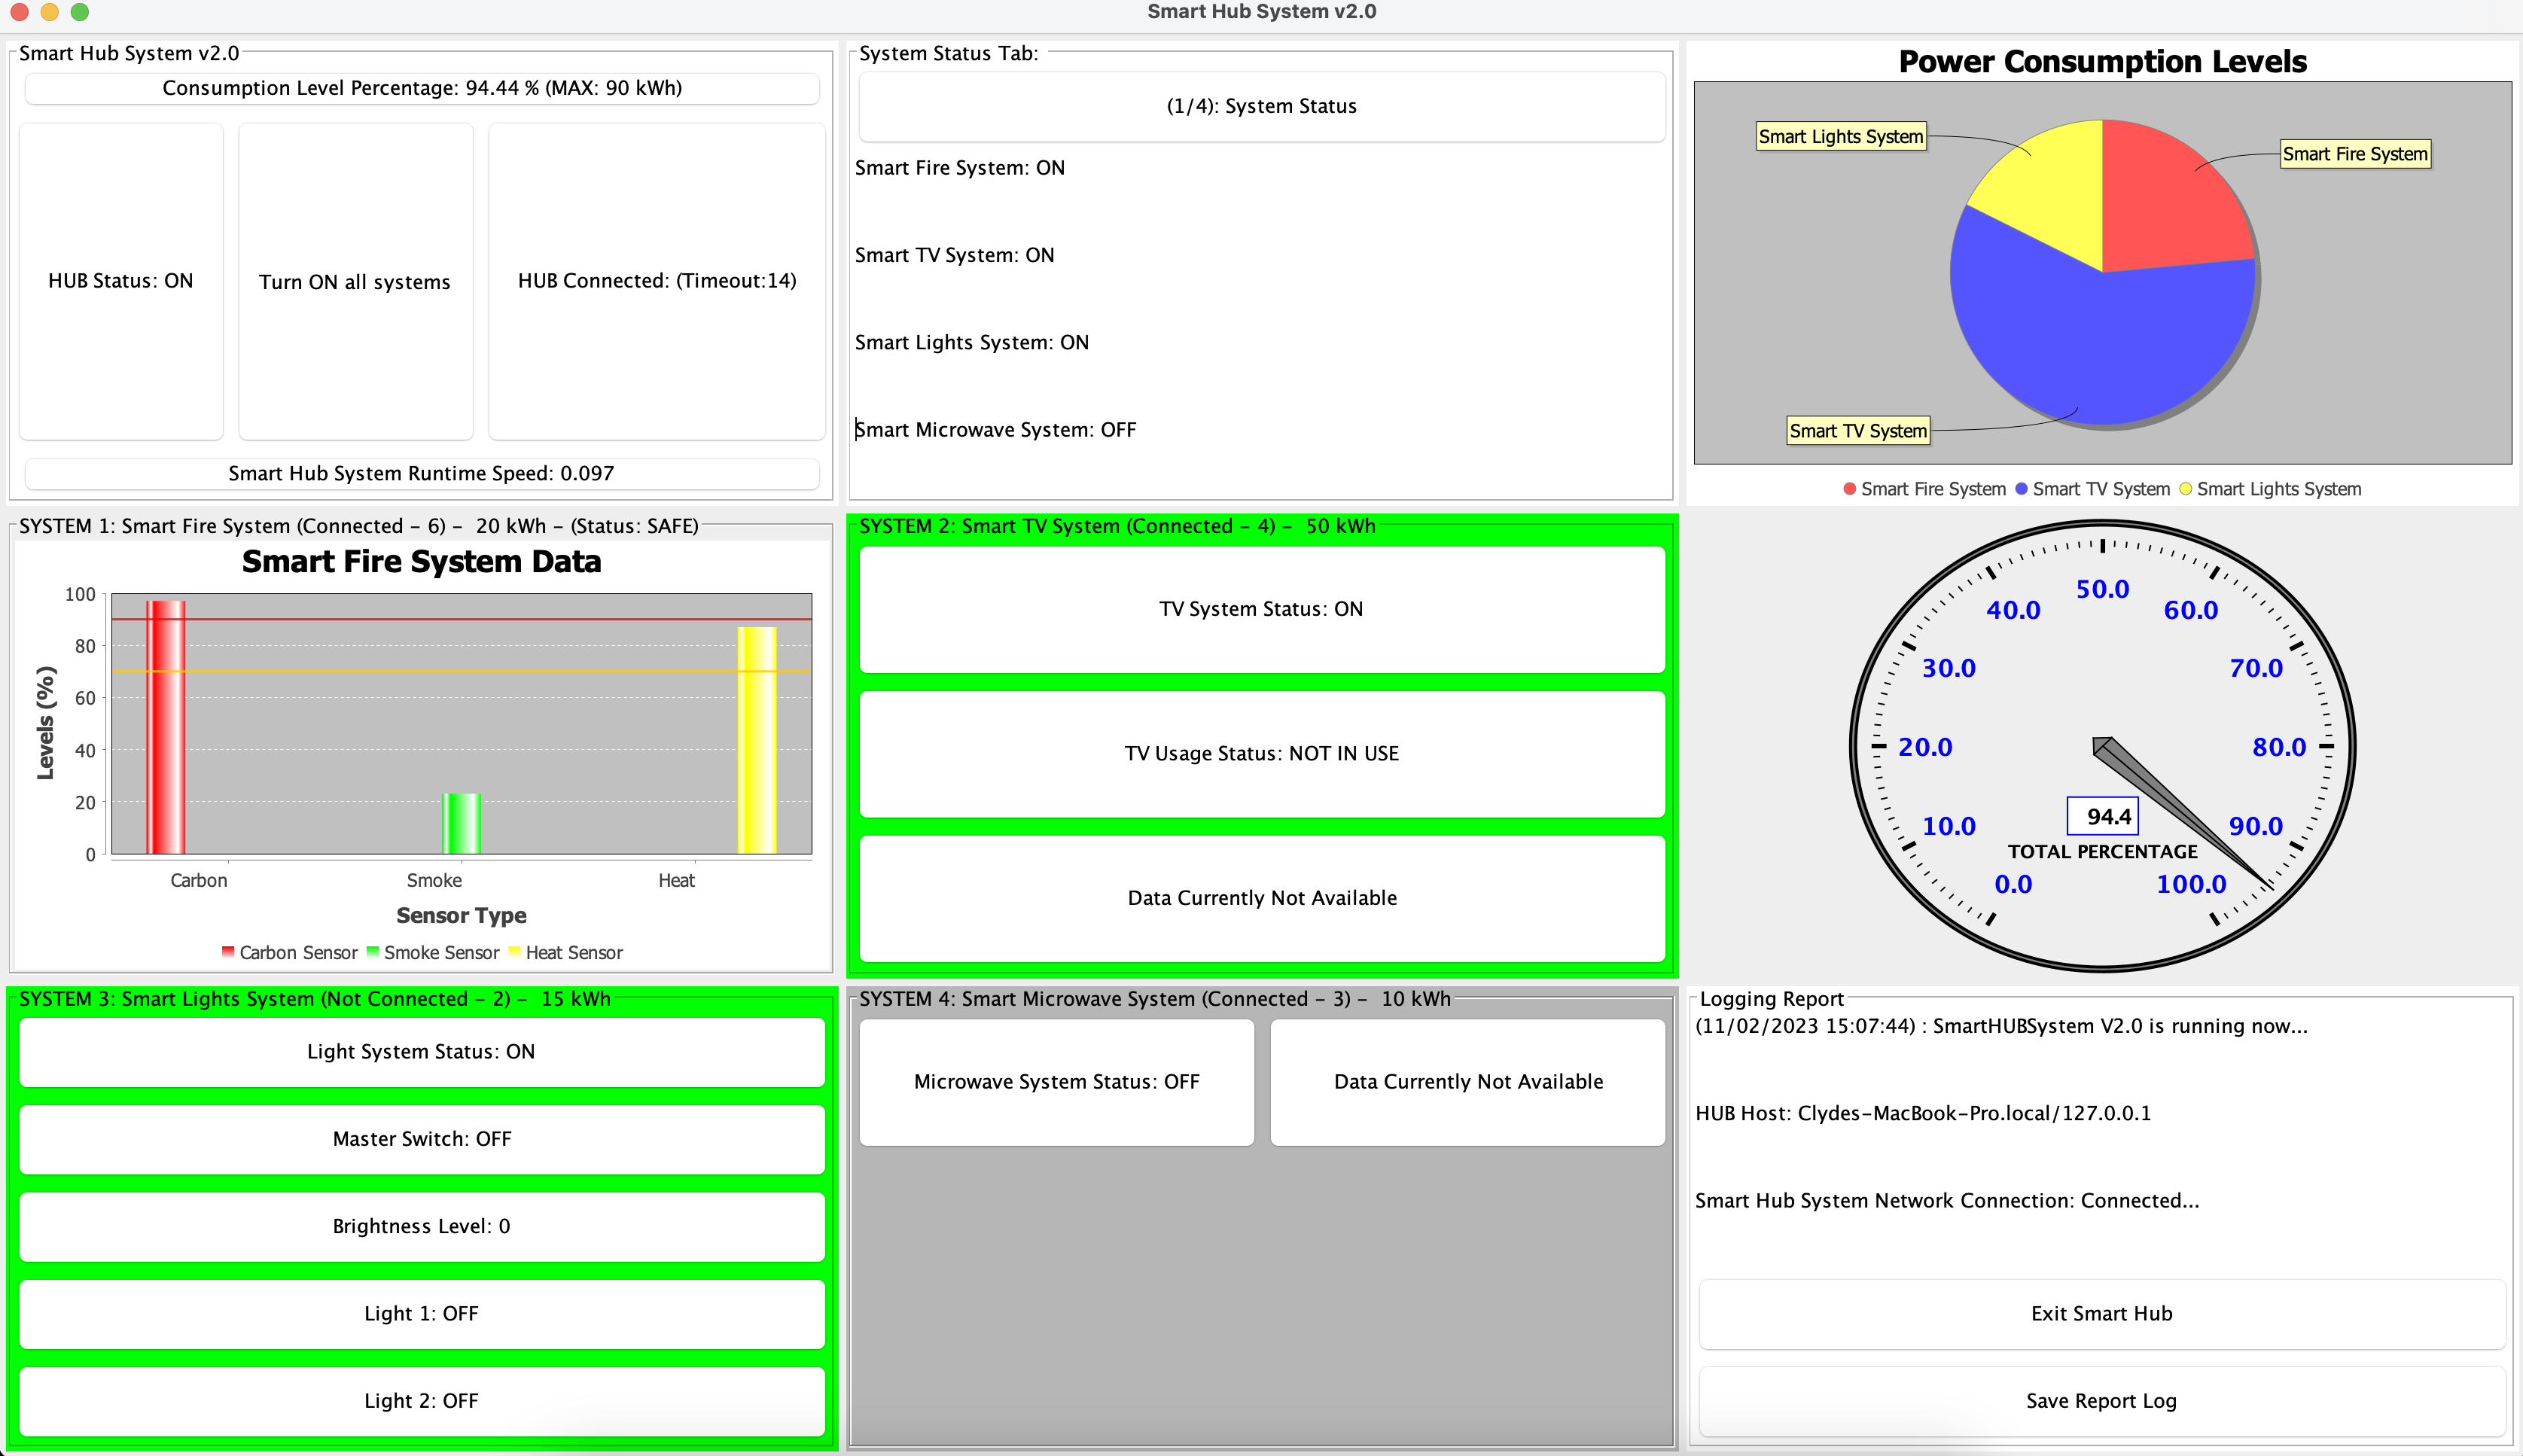 Smart Hub System v2.0
Smart Hub System v2.0
Consumption Level Percentage: 94.44 % (MAX: 90 kWh)
HUB Status: ON
Turn ON all systems
HUB Connected: (Timeout:14)
Smart Hub System Runtime Speed: 0.097
System Status Tab:
(1/4): System Status
Smart Fire System: ON
Smart TV System: ON
Smart Lights System: ON
Smart Microwave System: OFF
Power Consumption Levels
Smart Lights System
Smart Fire System
Smart TV System
Smart Fire System Smart TV System Smart Lights System
SYSTEM 1: Smart Fire System (Connected - 6) - 20 kWh - (Status: SAFE)
Smart Fire System Data
Levels (%)
100
80
60
40
20
0
Carbon Smoke Heat
Sensor Type
Carbon Sensor Smoke Sensor Heat Sensor
SYSTEM 2: Smart TV System (Connected - 4) - 50 kWh
TV System Status: ON
TV Usage Status: NOT IN USE
Data Currently Not Available
0.0
10.0
20.0
30.0
40.0
50.0
60.0
70.0
80.0
90.0
100.0
94.4
TOTAL PERCENTAGE
SYSTEM 3: Smart Lights System (Not Connected - 2) - 15 kWh
Light System Status: ON
Master Switch: OFF
Brightness Level: 0
Light 1: OFF
Light 2: OFF
SYSTEM 4: Smart Microwave System (Connected - 3) - 10 kWh
Microwave System Status: OFF
Data Currently Not Available
Logging Report
(11/02/2023 15:07:44) : SmartHUBSystem V2.0 is running now...
HUB Host: Clydes-MacBook-Pro.local/127.0.0.1
Smart Hub System Network Connection: Connected...
Exit Smart Hub
Save Report Log